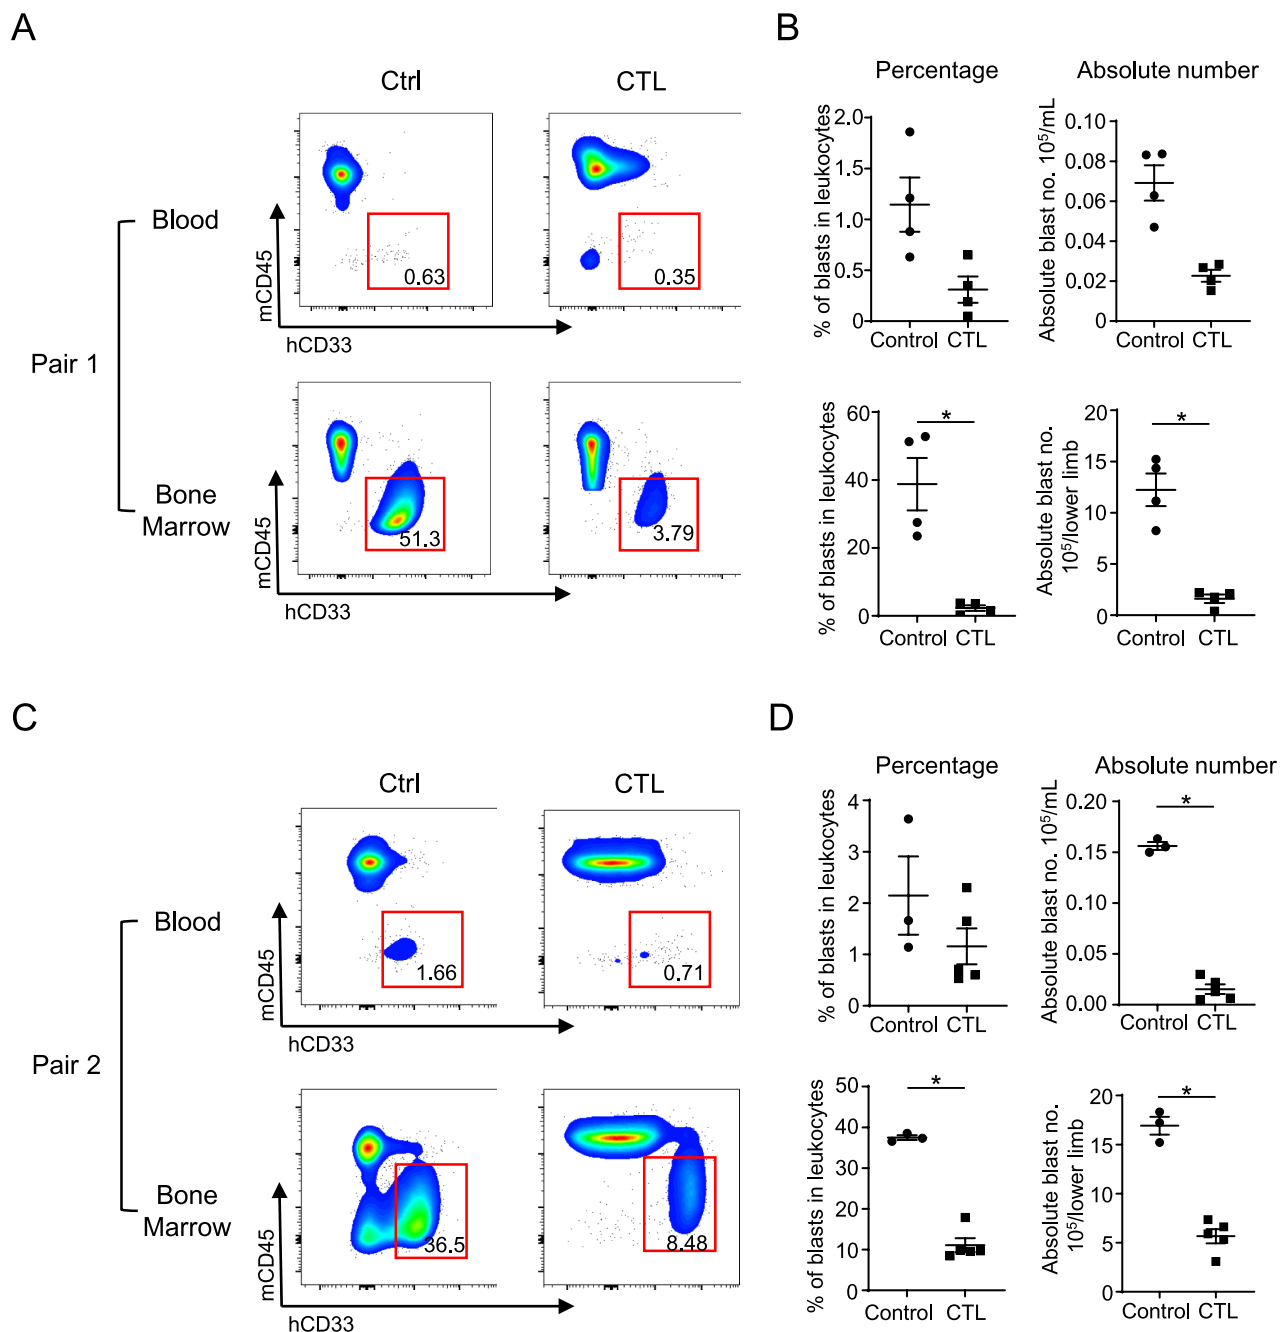 A
Ctrl
CTL
Pair 1
Blood
mCD45
0.63
0.35
hCD33
Bone
Marrow
mCD45
51.3
3.79
hCD33
B
Percentage
Absolute number
% of blasts in leukocytes
2.0
1.5
1.0
0.5
0
Control CTL
Absolute blast no. 10⁵/mL
0.10
0.08
0.06
0.04
0.02
0
Control CTL
% of blasts in leukocytes
60
40
20
0
*
Control CTL
Absolute blast no.
10⁵/lower limb
20
15
10
5
0
*
Control CTL
C
Ctrl
CTL
Pair 2
Blood
mCD45
1.66
0.71
hCD33
Bone
Marrow
mCD45
36.5
8.48
hCD33
D
Percentage
Absolute number
% of blasts in leukocytes
4
3
2
1
0
Control CTL
Absolute blast no. 10⁵/mL
0.20
0.15
0.10
0.05
0.00
*
Control CTL
% of blasts in leukocytes
50
40
30
20
10
0
*
Control CTL
Absolute blast no.
10⁵/lower limb
20
15
10
5
0
*
Control CTL